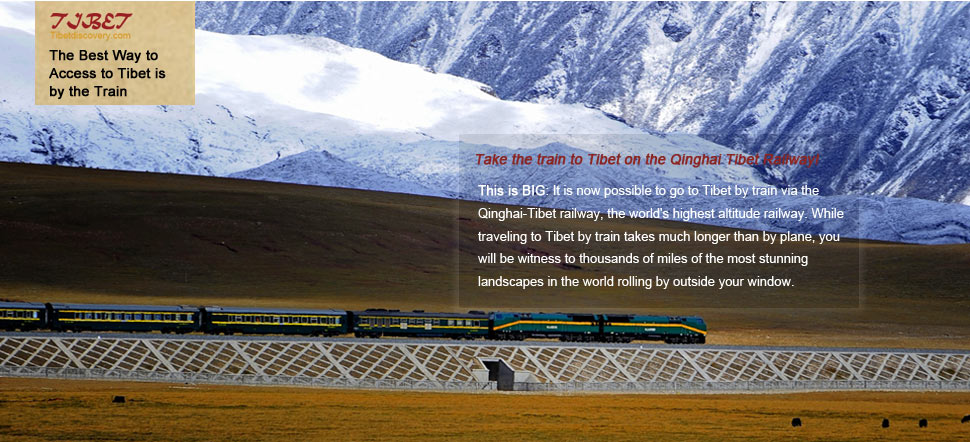 TIBET
Tibetdiscovery.com
The Best Way to
Access to Tibet is
by the Train
Take the train to Tibet on the Qinghai Tibet Railway!
This is BIG: It is now possible to go to Tibet by train via the
Qinghai-Tibet railway, the world's highest altitude railway. While
traveling to Tibet by train takes much longer than by plane, you
will be witness to thousands of miles of the most stunning
landscapes in the world rolling by outside your window.